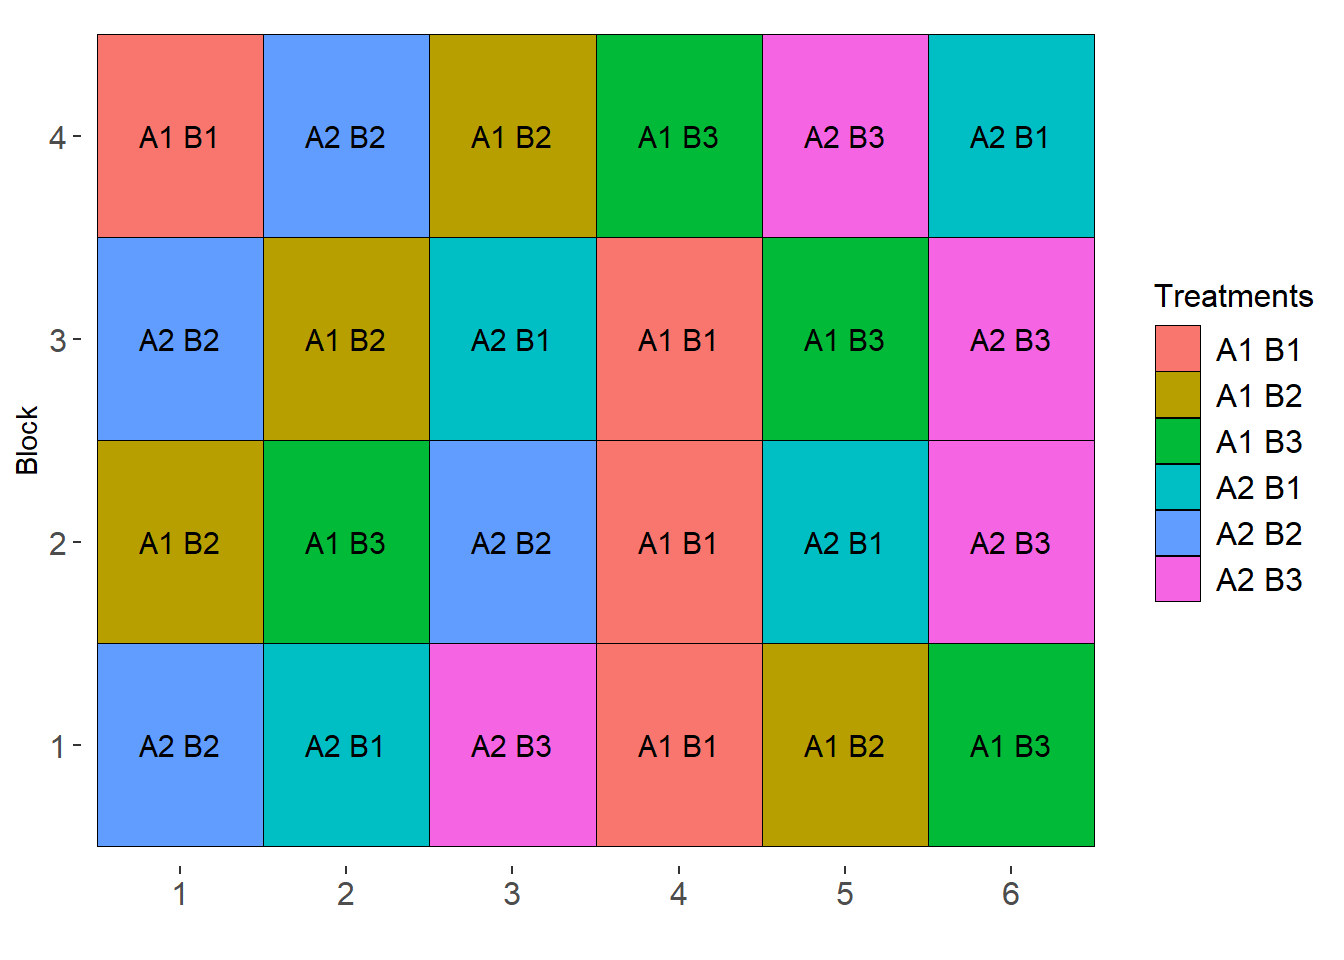 4
A1 B1 A2 B2 A1 B2 A1 B3 A2 B3 A2 B1
3
A2 B2 A1 B2 A2 B1 A1 B1 A1 B3 A2 B3
2
A1 B2 A1 B3 A2 B2 A1 B1 A2 B1 A2 B3
1
A2 B2 A2 B1 A2 B3 A1 B1 A1 B2 A1 B3
Block
1 2 3 4 5 6
Treatments
A1 B1
A1 B2
A1 B3
A2 B1
A2 B2
A2 B3